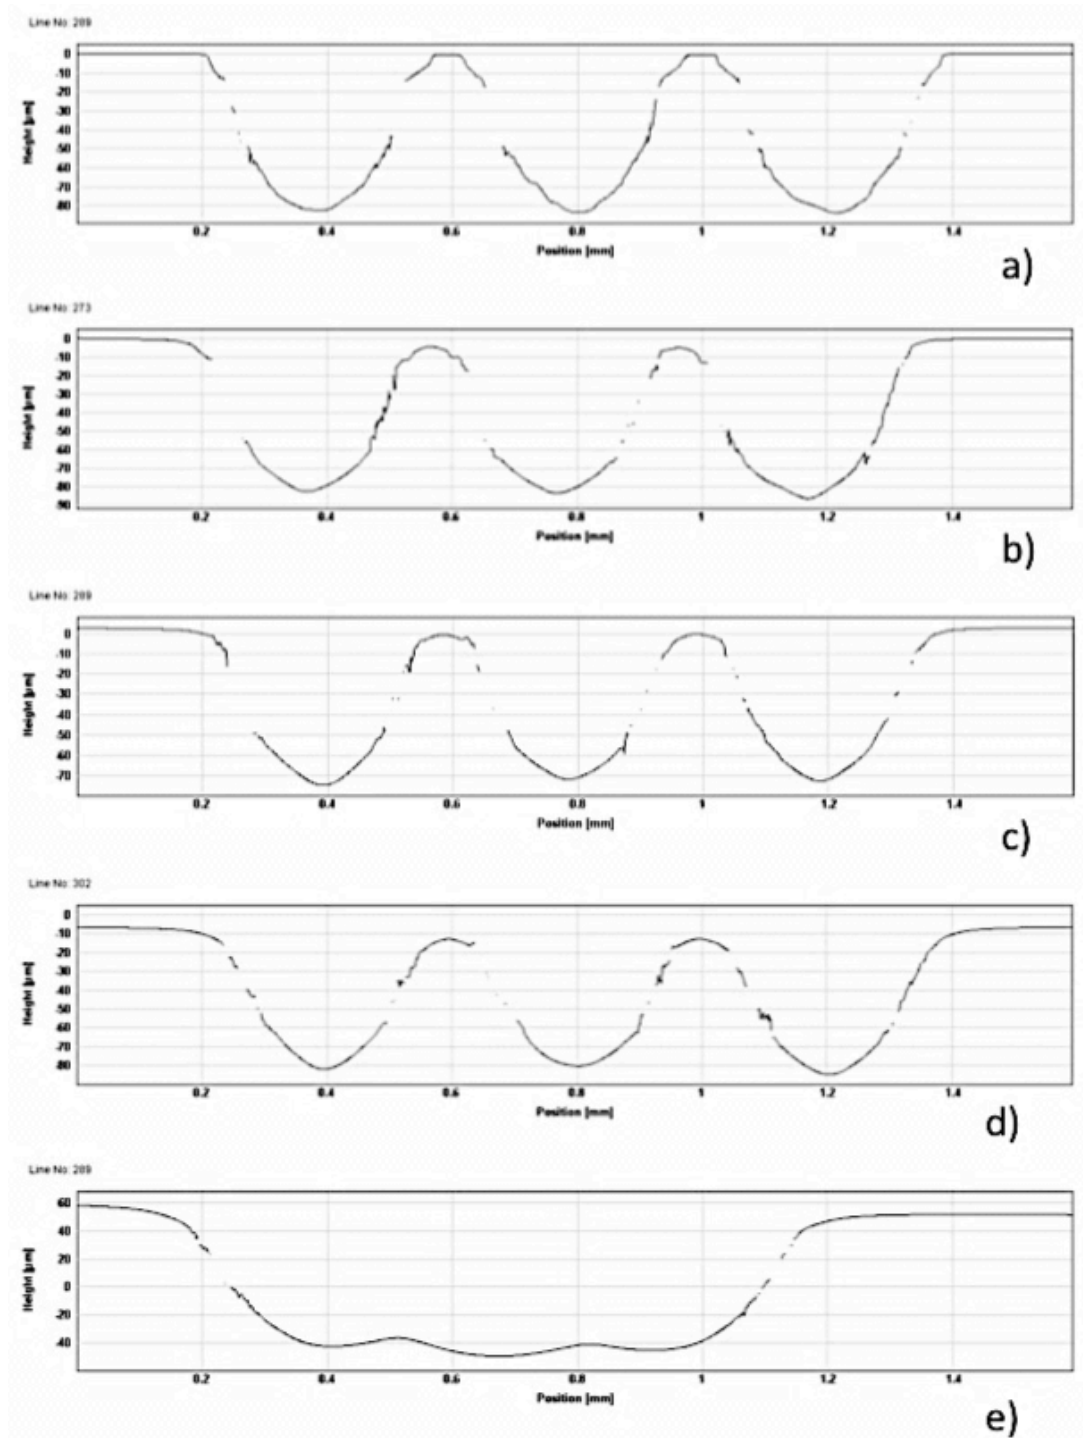 Line No: 289
0
-10
-20
-30
-40
-50
-60
-70
-80
Height [µm]
0.2 0.4 0.6 0.8 1 1.2 1.4
Position [mm]
a)
Line No: 273
0
-10
-20
-30
-40
-50
-60
-70
-80
-90
Height [µm]
0.2 0.4 0.6 0.8 1 1.2 1.4
Position [mm]
b)
Line No: 289
0
-10
-20
-30
-40
-50
-60
-70
Height [µm]
0.2 0.4 0.6 0.8 1 1.2 1.4
Position [mm]
c)
Line No: 302
0
-10
-20
-30
-40
-50
-60
-70
-80
Height [µm]
0.2 0.4 0.6 0.8 1 1.2 1.4
Position [mm]
d)
Line No: 289
60
40
20
0
-20
-40
Height [µm]
0.2 0.4 0.6 0.8 1 1.2 1.4
Position [mm]
e)